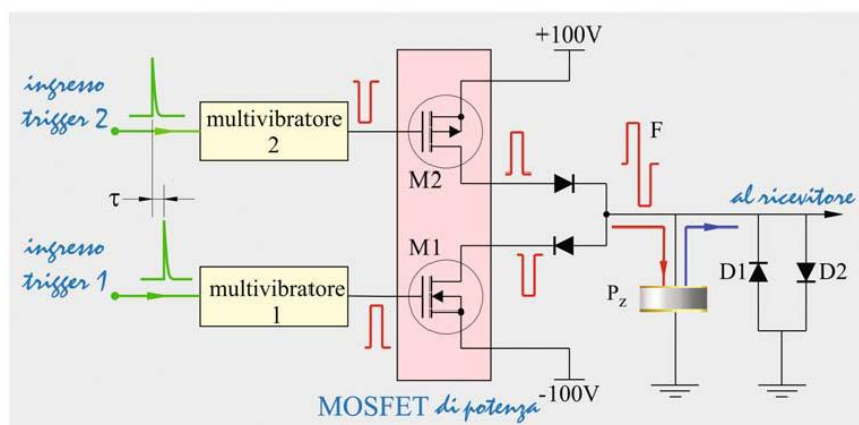 +100V
ingresso
trigger 2
multivibratore
2
F
M2
τ
al ricevitore
ingresso
trigger 1
M1
multivibratore
1
Pz
D1
D2
-100V
MOSFET di potenza